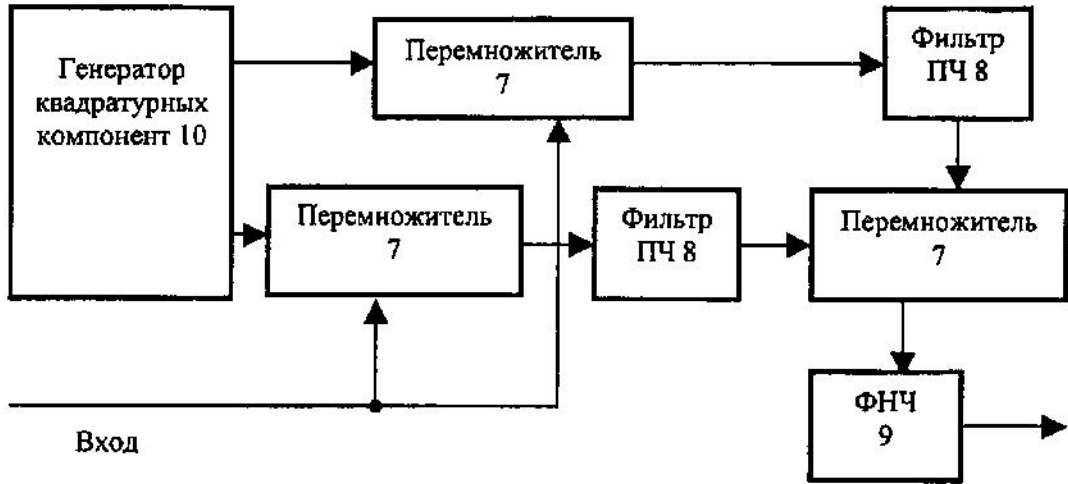 Генератор
квадратурных
компонент 10
Перемножитель
7
Фильтр
ПЧ 8
Перемножитель
7
Фильтр
ПЧ 8
Перемножитель
7
ФНЧ
9
Вход